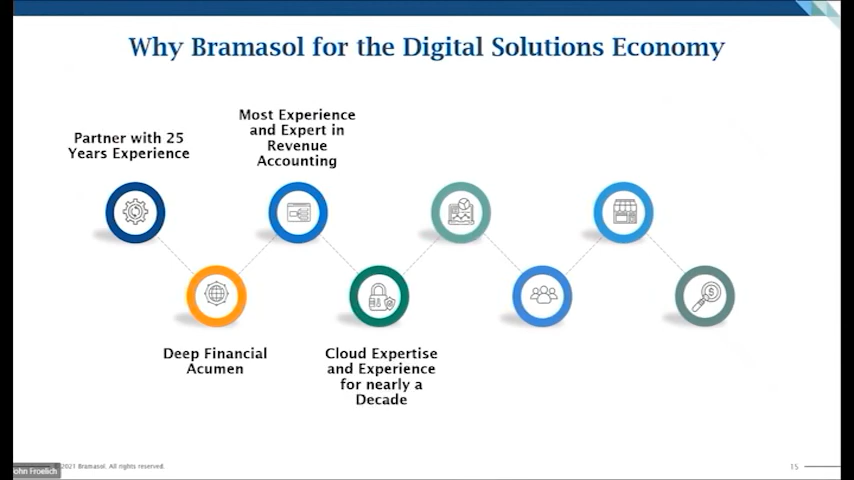 Why Bramasol for the Digital Solutions Economy
Partner with 25
Years Experience
Most Experience
and Expert in
Revenue
Accounting
Deep Financial
Acumen
Cloud Expertise
and Experience
for nearly a
Decade
John Froelich
2021 Bramasol. All rights reserved.
15